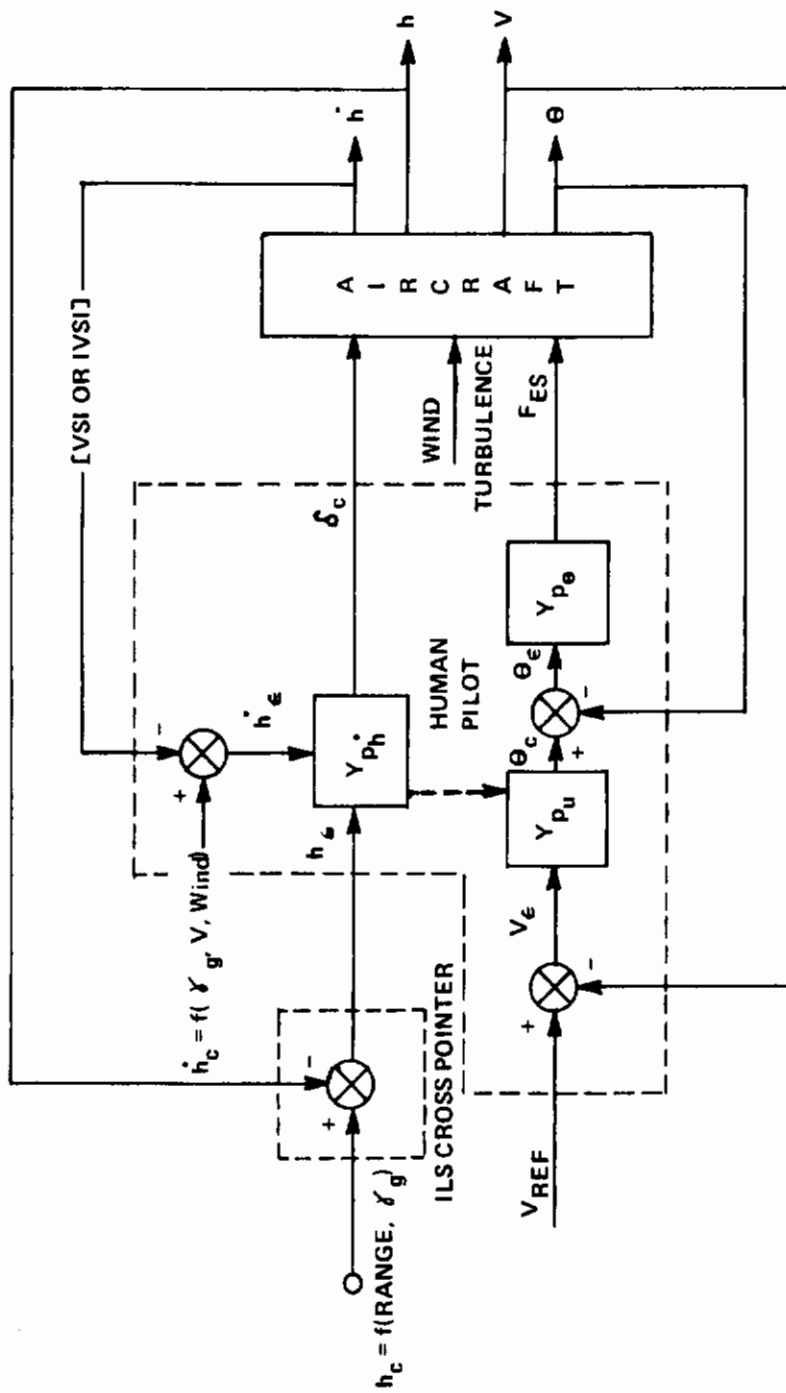 [VSI OR IVSI]
ḣ
h
V
θ
AIRCRAFT
ḣ_c = f(γ_g, V, Wind)
+
-
ḣ_ϵ
δ_c
h_c = f(RANGE, γ_g)
+
-
ILS CROSS POINTER
h_ϵ
Y_pḣ
HUMAN
PILOT
WIND
TURBULENCE
V_REF
+
-
V_ϵ
Y_pu
θ_c
+
-
θ_ϵ
Y_pθ
F_ES